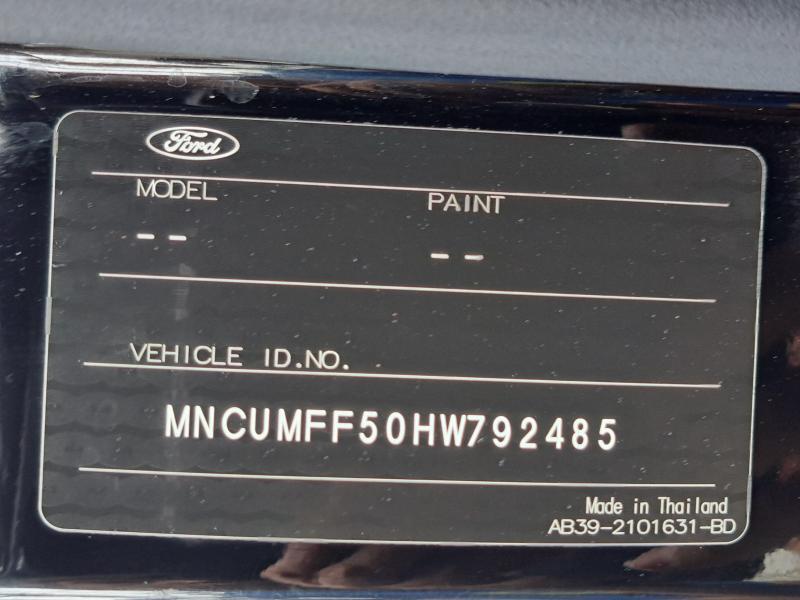 Ford
MODEL PAINT
-- --
VEHICLE ID.NO.
MNCUMFF50HW792485
Made in Thailand
AB39-2101631-BD